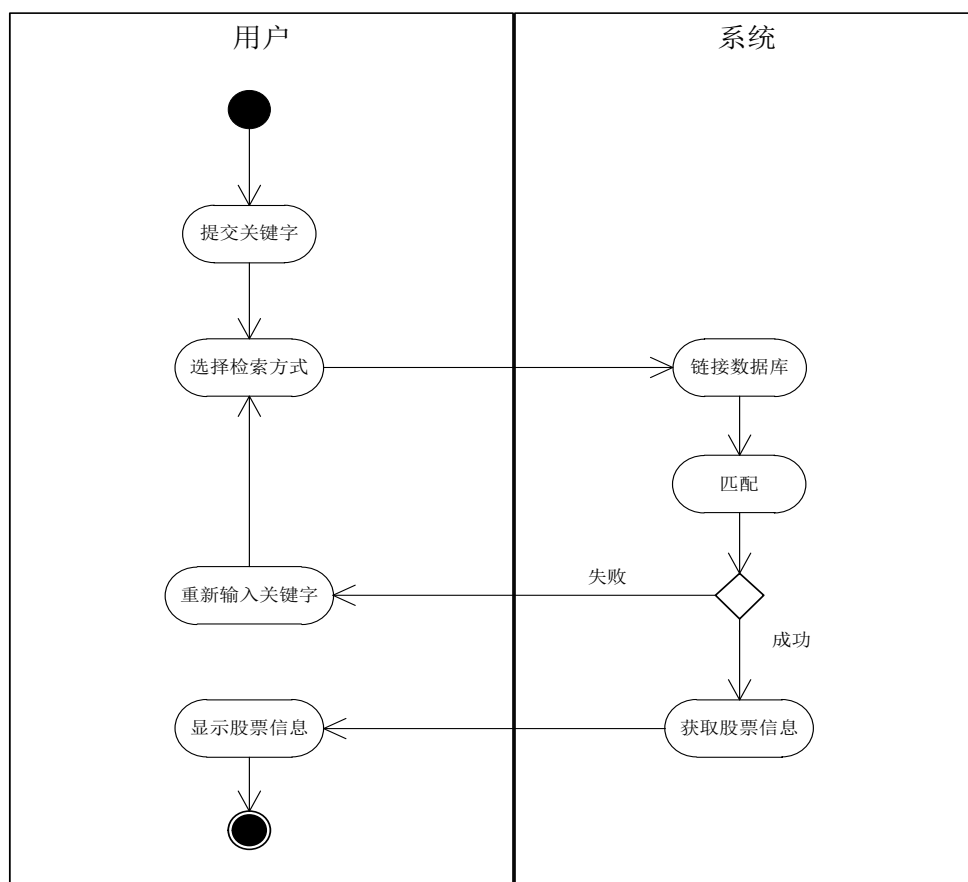 用户
系统
提交关键字
选择检索方式
链接数据库
匹配
失败
重新输入关键字
成功
显示股票信息
获取股票信息